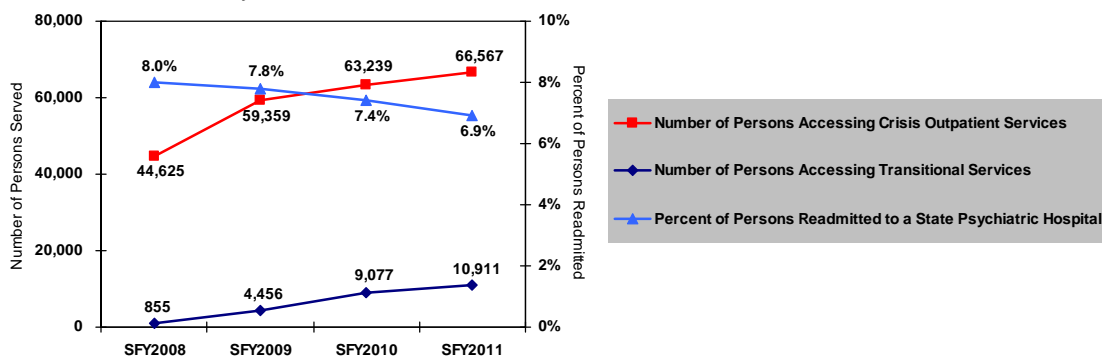 80,000
60,000
40,000
20,000
0
Number of Persons Served
10%
8%
6%
4%
2%
0%
Percent of Persons Readmitted
8.0%
7.8%
7.4%
6.9%
44,625
59,359
63,239
66,567
855
4,456
9,077
10,911
SFY2008
SFY2009
SFY2010
SFY2011
Number of Persons Accessing Crisis Outpatient Services
Number of Persons Accessing Transitional Services
Percent of Persons Readmitted to a State Psychiatric Hospital